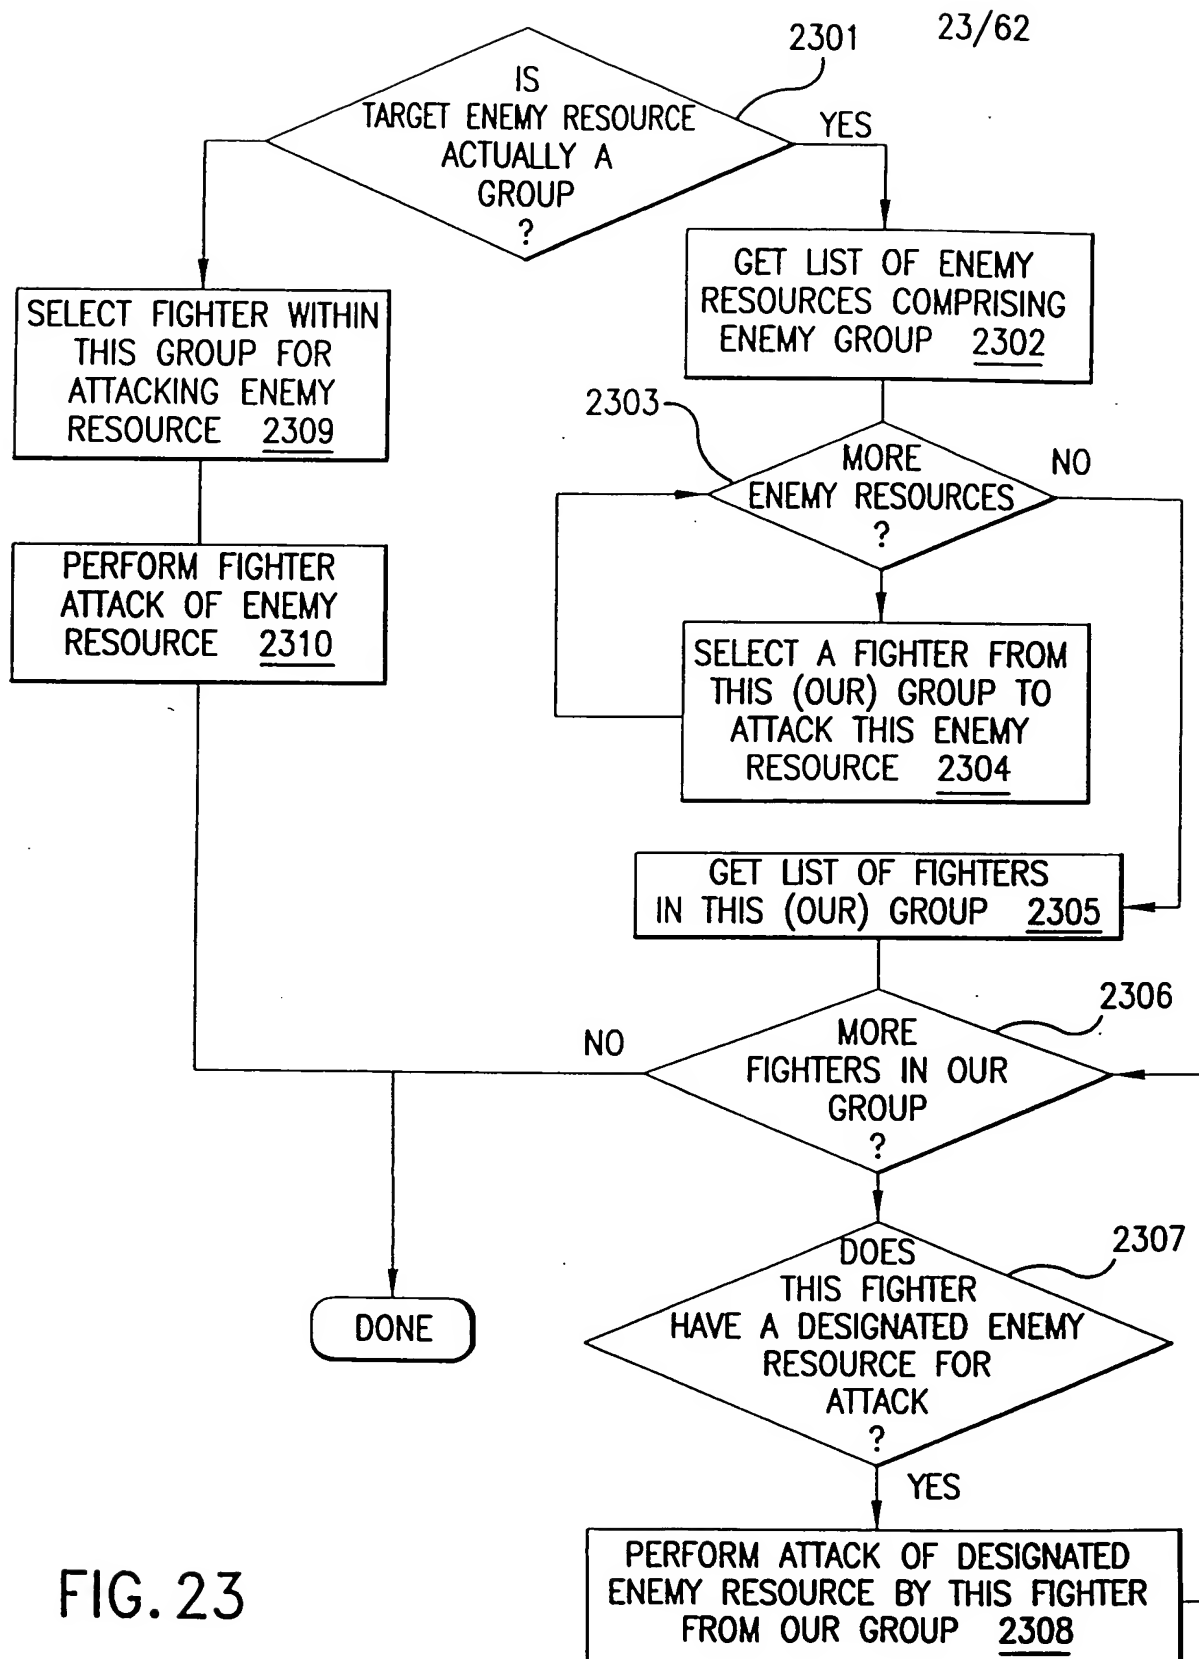 23/62
2301
IS
TARGET ENEMY RESOURCE
ACTUALLY A
GROUP
?
YES
SELECT FIGHTER WITHIN
THIS GROUP FOR
ATTACKING ENEMY
RESOURCE 2309
PERFORM FIGHTER
ATTACK OF ENEMY
RESOURCE 2310
GET LIST OF ENEMY
RESOURCES COMPRISING
ENEMY GROUP 2302
2303
MORE
ENEMY RESOURCES
?
NO
SELECT A FIGHTER FROM
THIS (OUR) GROUP TO
ATTACK THIS ENEMY
RESOURCE 2304
GET LIST OF FIGHTERS
IN THIS (OUR) GROUP 2305
2306
MORE
FIGHTERS IN OUR
GROUP
?
NO
DONE
2307
DOES
THIS FIGHTER
HAVE A DESIGNATED ENEMY
RESOURCE FOR
ATTACK
?
YES
PERFORM ATTACK OF DESIGNATED
ENEMY RESOURCE BY THIS FIGHTER
FROM OUR GROUP 2308
FIG. 23